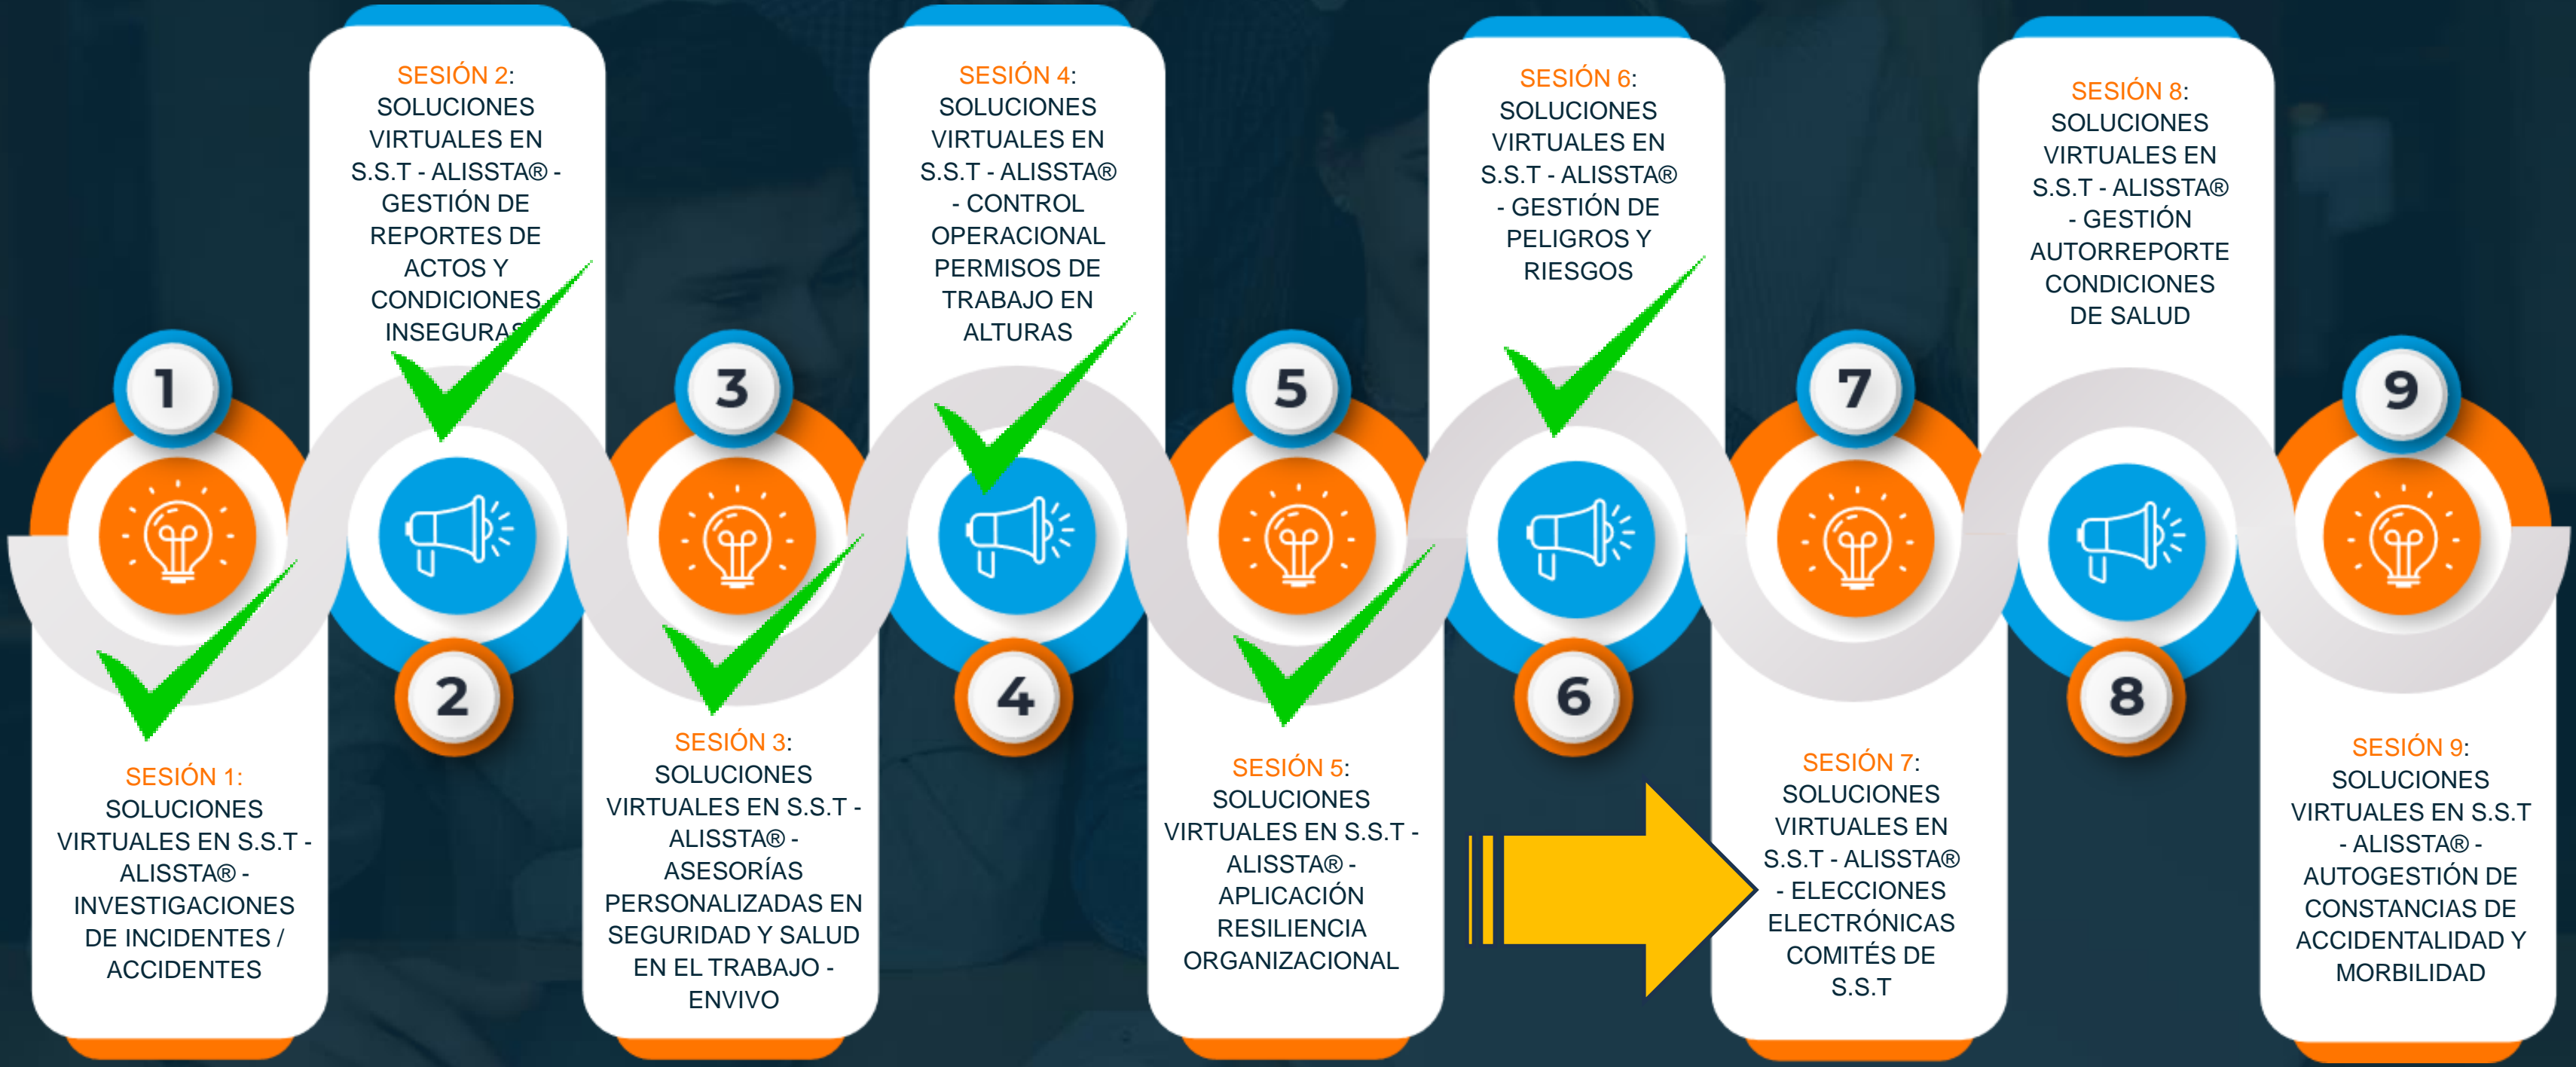 1
SESIÓN 1:
SOLUCIONES
VIRTUALES EN S.S.T -
ALISSTA® -
INVESTIGACIONES
DE INCIDENTES /
ACCIDENTES
SESIÓN 2:
SOLUCIONES
VIRTUALES EN
S.S.T - ALISSTA® -
GESTIÓN DE
REPORTES DE
ACTOS Y
CONDICIONES
INSEGURAS
2
3
SESIÓN 3:
SOLUCIONES
VIRTUALES EN S.S.T -
ALISSTA® -
ASESORÍAS
PERSONALIZADAS EN
SEGURIDAD Y SALUD
EN EL TRABAJO -
ENVIVO
SESIÓN 4:
SOLUCIONES
VIRTUALES EN
S.S.T - ALISSTA®
- CONTROL
OPERACIONAL
PERMISOS DE
TRABAJO EN
ALTURAS
4
5
SESIÓN 5:
SOLUCIONES
VIRTUALES EN S.S.T -
ALISSTA® -
APLICACIÓN
RESILIENCIA
ORGANIZACIONAL
SESIÓN 6:
SOLUCIONES
VIRTUALES EN
S.S.T - ALISSTA®
- GESTIÓN DE
PELIGROS Y
RIESGOS
6
7
SESIÓN 7:
SOLUCIONES
VIRTUALES EN
S.S.T - ALISSTA®
- ELECCIONES
ELECTRÓNICAS
COMITÉS DE
S.S.T
SESIÓN 8:
SOLUCIONES
VIRTUALES EN
S.S.T - ALISSTA®
- GESTIÓN
AUTORREPORTE
CONDICIONES
DE SALUD
8
9
SESIÓN 9:
SOLUCIONES
VIRTUALES EN S.S.T
- ALISSTA® -
AUTOGESTIÓN DE
CONSTANCIAS DE
ACCIDENTALIDAD Y
MORBILIDAD